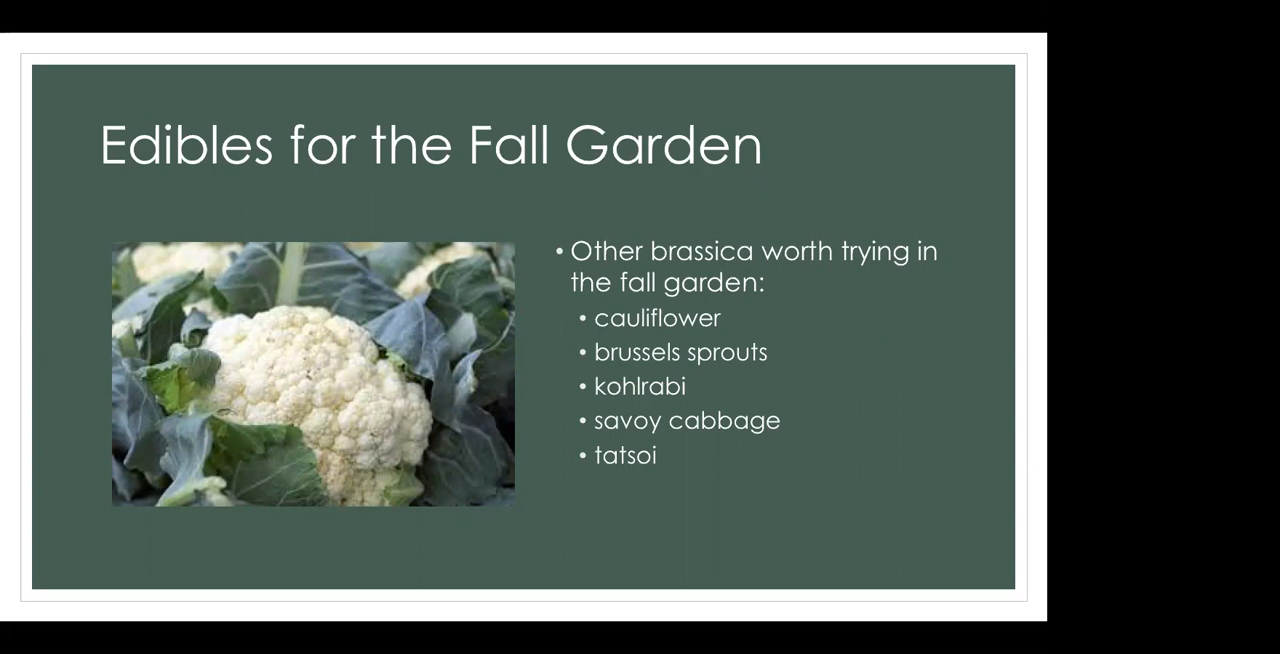 Edibles for the Fall Garden
• Other brassica worth trying in
the fall garden:
• cauliflower
• brussels sprouts
• kohlrabi
• savoy cabbage
• tatsoi